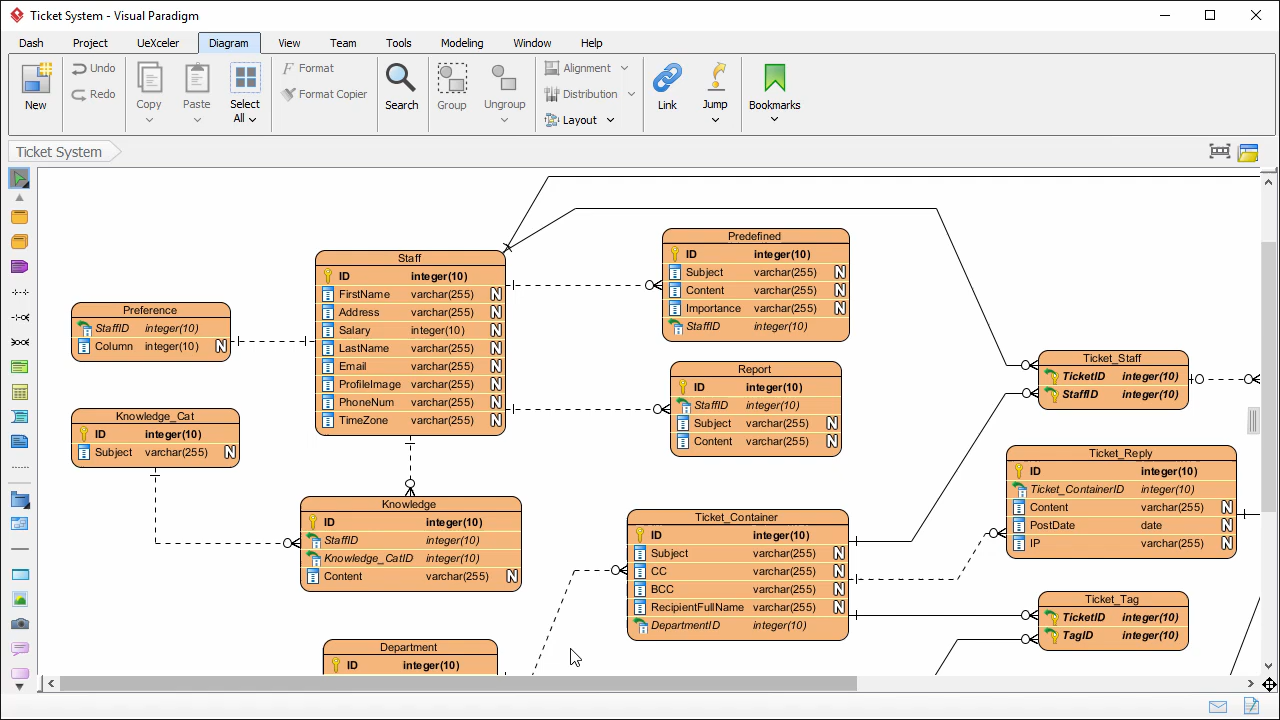 Ticket System - Visual Paradigm
Dash Project UeXceler Diagram View Team Tools Modeling Window Help
New
Undo
Redo
Copy
Paste
Select
All
Format
Format Copier
Search
Group
Ungroup
Alignment
Distribution
Layout
Link
Jump
Bookmarks
Ticket System
Preference
StaffID integer(10)
Column integer(10) N
Knowledge_Cat
ID integer(10)
Subject varchar(255) N
Staff
ID integer(10)
FirstName varchar(255) N
Address varchar(255) N
Salary integer(10) N
LastName varchar(255) N
Email varchar(255) N
ProfileImage varchar(255) N
PhoneNum varchar(255) N
TimeZone varchar(255) N
Knowledge
ID integer(10)
StaffID integer(10)
Knowledge_CatID integer(10)
Content varchar(255) N
Department
ID integer(10)
Predefined
ID integer(10)
Subject varchar(255) N
Content varchar(255) N
Importance varchar(255) N
StaffID integer(10)
Report
ID integer(10)
StaffID integer(10)
Subject varchar(255) N
Content varchar(255) N
Ticket_Container
ID integer(10)
Subject varchar(255) N
CC varchar(255) N
BCC varchar(255) N
RecipientFullName varchar(255) N
DepartmentID integer(10)
Ticket_Staff
TicketID integer(10)
StaffID integer(10)
Ticket_Reply
ID integer(10)
Ticket_ContainerID integer(10)
Content varchar(255) N
PostDate date N
IP varchar(255) N
Ticket_Tag
TicketID integer(10)
TagID integer(10)